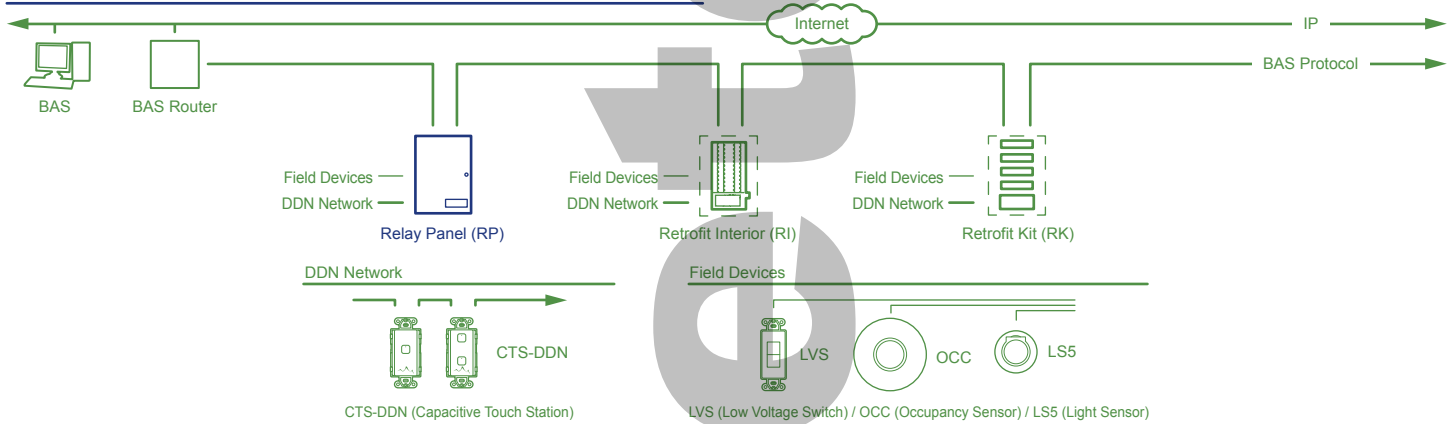 Internet
IP
BAS
BAS Router
BAS Protocol
Field Devices
DDN Network
Relay Panel (RP)
Field Devices
DDN Network
Retrofit Interior (RI)
Field Devices
DDN Network
Retrofit Kit (RK)
DDN Network
CTS-DDN
CTS-DDN (Capacitive Touch Station)
Field Devices
LVS
OCC
LS5
LVS (Low Voltage Switch) / OCC (Occupancy Sensor) / LS5 (Light Sensor)